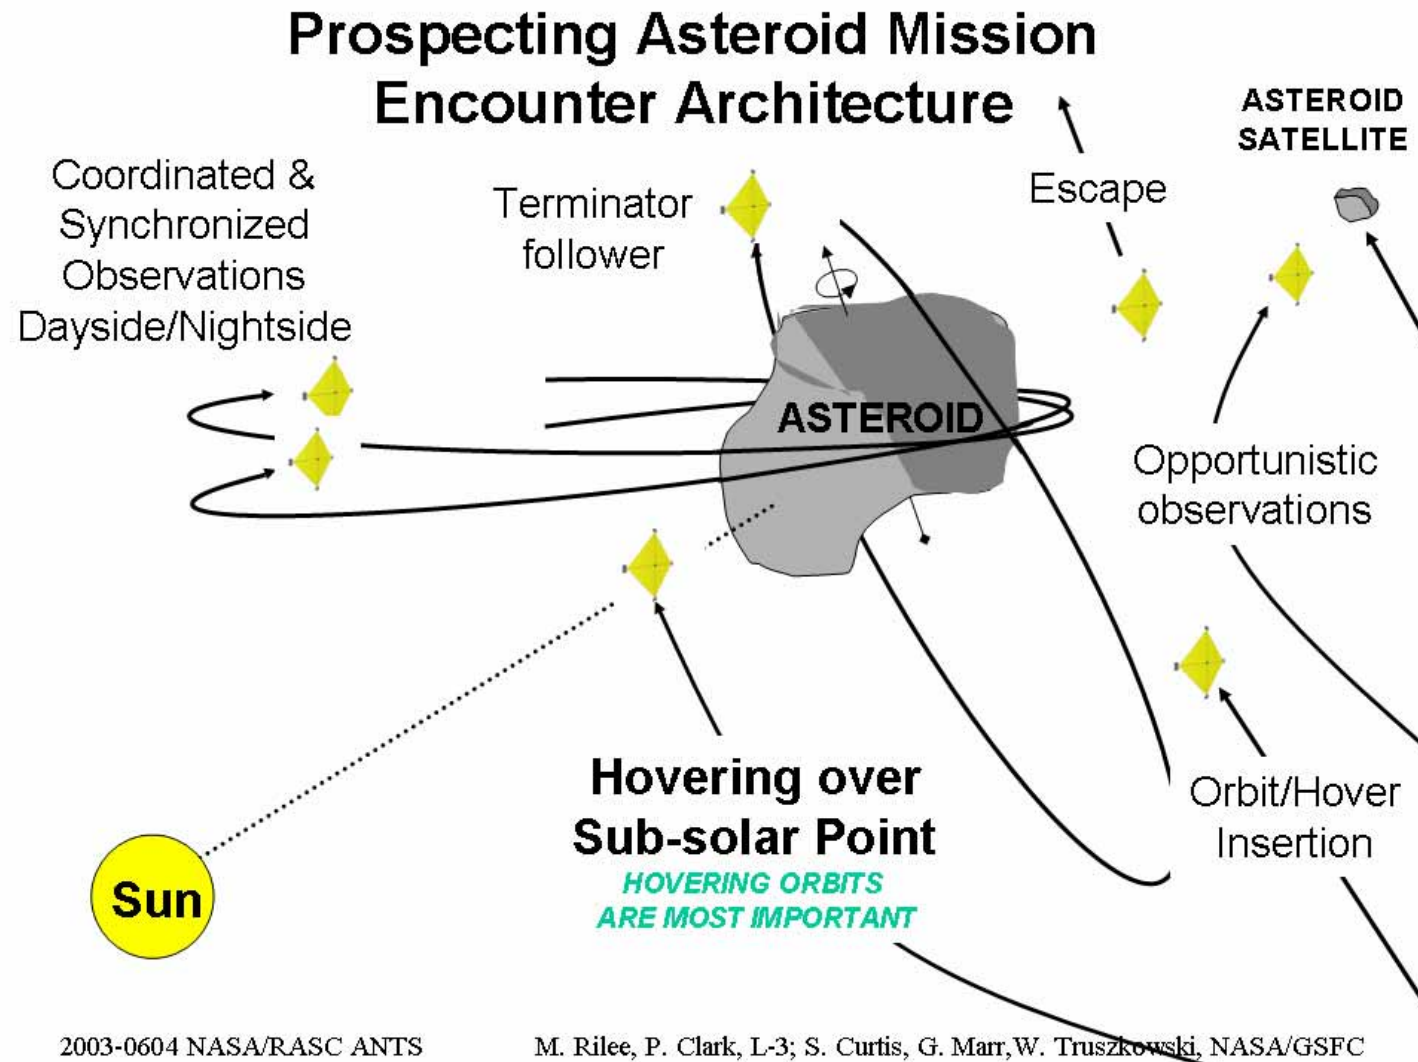 Prospecting Asteroid Mission
Encounter Architecture
ASTEROID
SATELLITE
Coordinated &
Synchronized
Observations
Dayside/Nightside
Terminator
follower
Escape
ASTEROID
Opportunistic
observations
Hovering over
Sub-solar Point
HOVERING ORBITS
ARE MOST IMPORTANT
Orbit/Hover
Insertion
Sun
2003-0604 NASA/RASC ANTS
M. Rilee, P. Clark, L-3; S. Curtis, G. Marr,W. Truszkowski, NASA/GSFC